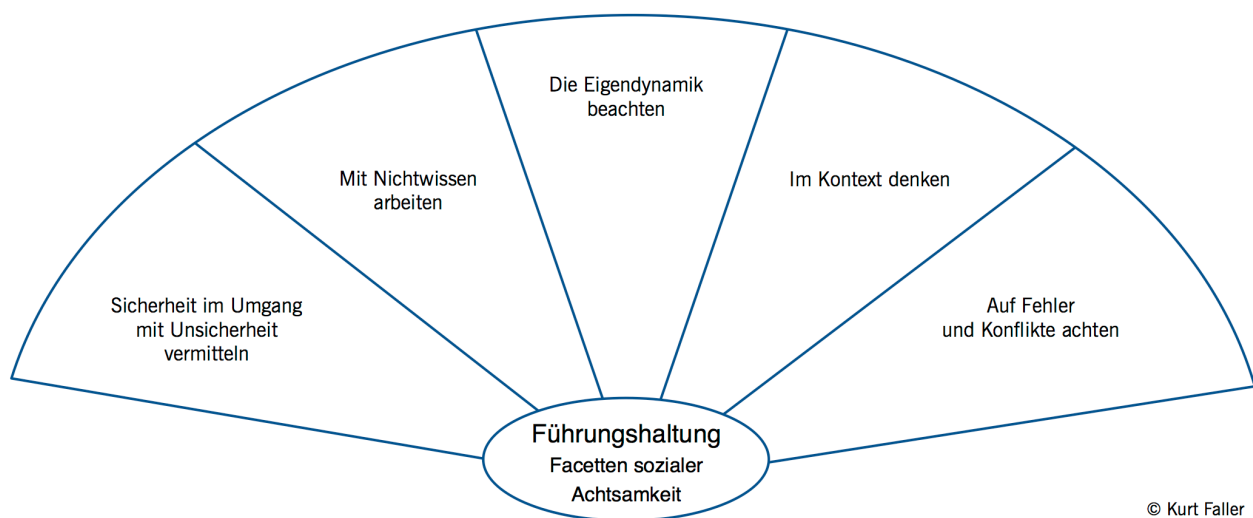 Sicherheit im Umgang
mit Unsicherheit
vermitteln
Mit Nichtwissen
arbeiten
Die Eigendynamik
beachten
Im Kontext denken
Auf Fehler
und Konflikte achten
Führungshaltung
Facetten sozialer
Achtsamkeit
© Kurt Faller